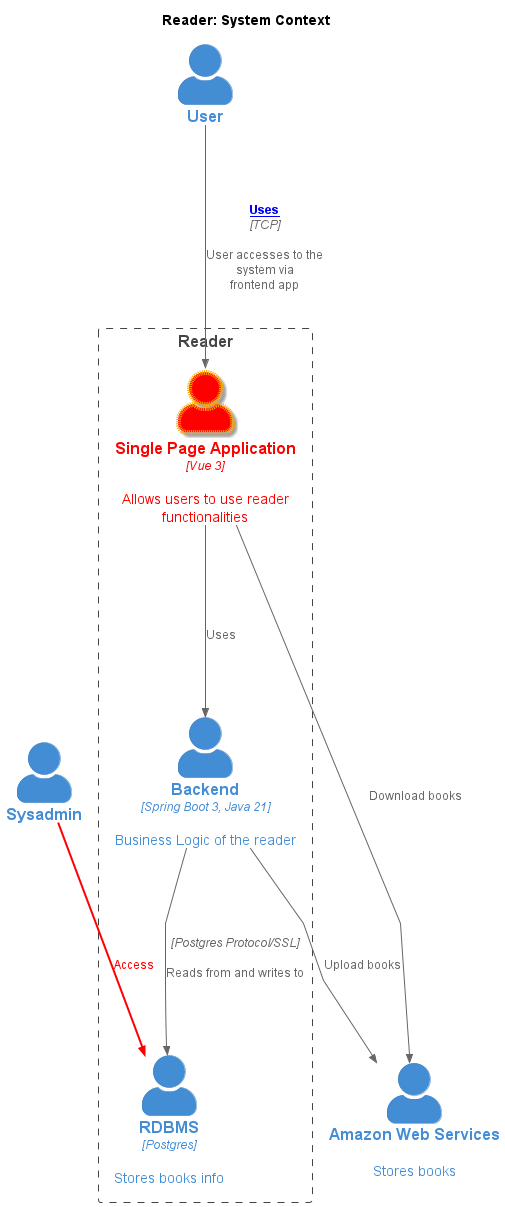 Reader: System Context
User
Uses
[TCP]
User accesses to the
system via
frontend app
Reader
Single Page Application
[Vue 3]
Allows users to use reader
functionalities
Uses
Backend
[Spring Boot 3, Java 21]
Business Logic of the reader
Sysadmin
Download books
[Postgres Protocol/SSL]
Access
Reads from and writes to
Upload books
RDBMS
[Postgres]
Stores books info
Amazon Web Services
Stores books